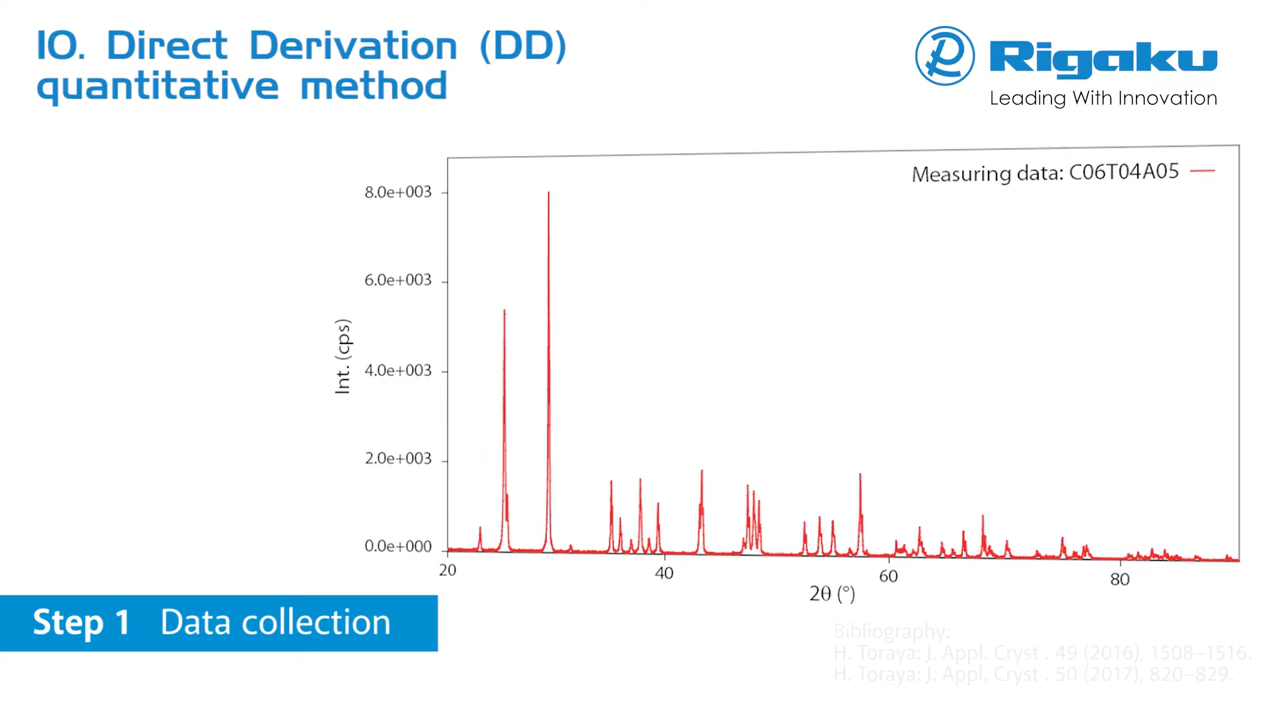 10. Direct Derivation (DD)
quantitative method
Rigaku
Leading With Innovation
Measuring data: C06T04A05
8.0e+003
6.0e+003
4.0e+003
2.0e+003
0.0e+000
Int. (cps)
20
40
60
80
2θ (°)
Step 1 Data collection
Bibliography:
H. Toraya: J. Appl. Cryst . 49 (2016), 1508–1516.
H. Toraya: J. Appl. Cryst . 50 (2017), 820–829.